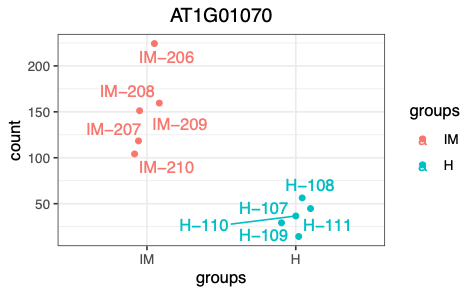 AT1G01070
count
200
150
100
50
IM−206
IM−208
IM−209
IM−207
IM−210
H−108
H−107
H−110
H−111
H−109
IM
H
groups
groups
a IM
a H